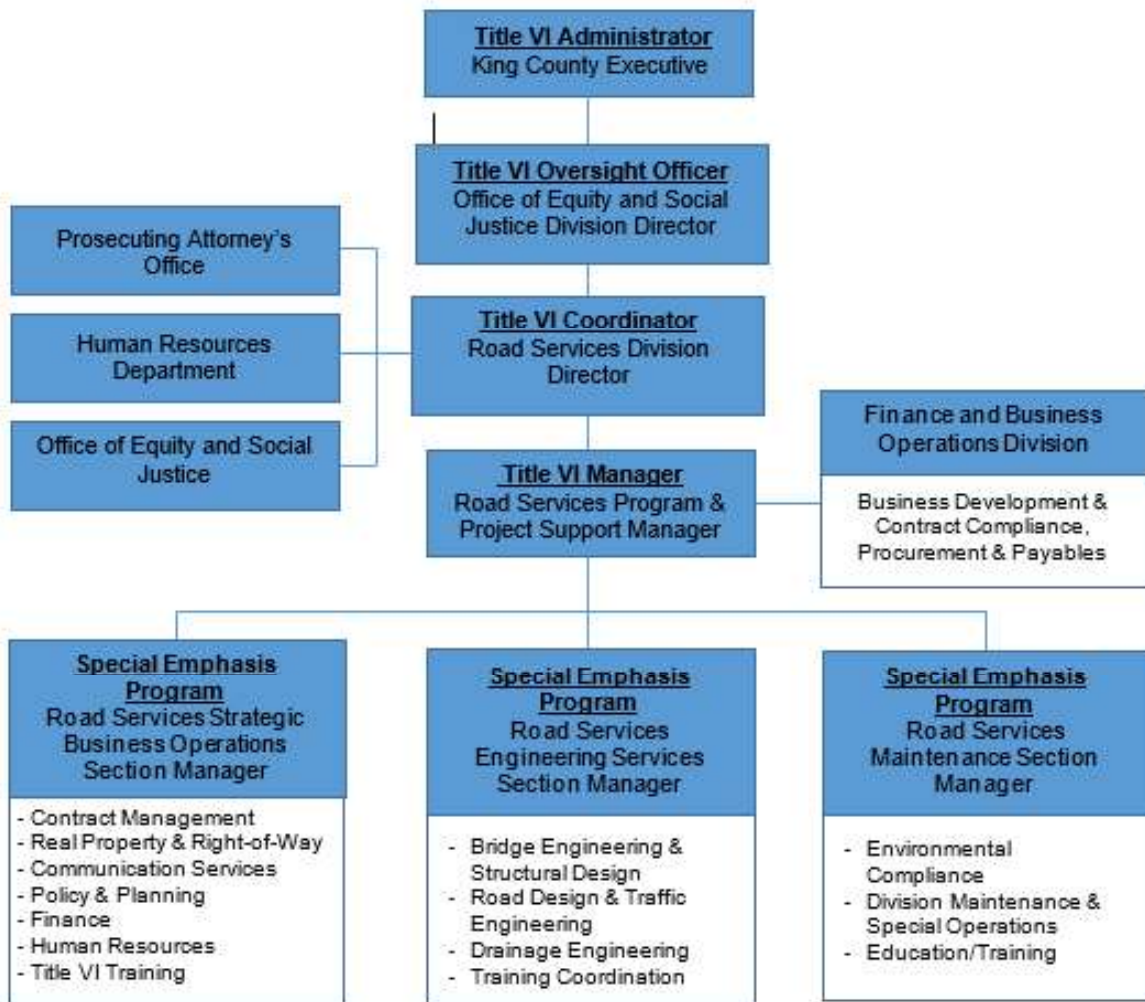 Title VI Administrator
King County Executive
Title VI Oversight Officer
Office of Equity and Social
Justice Division Director
Prosecuting Attorney's
Office
Human Resources
Department
Office of Equity and Social
Justice
Title VI Coordinator
Road Services Division
Director
Title VI Manager
Road Services Program &
Project Support Manager
Finance and Business
Operations Division
Business Development &
Contract Compliance,
Procurement & Payables
Special Emphasis
Program
Road Services Strategic
Business Operations
Section Manager
- Contract Management
- Real Property & Right-of-Way
- Communication Services
- Policy & Planning
- Finance
- Human Resources
- Title VI Training
Special Emphasis
Program
Road Services
Engineering Services
Section Manager
- Bridge Engineering &
Structural Design
- Road Design & Traffic
Engineering
- Drainage Engineering
- Training Coordination
Special Emphasis
Program
Road Services
Maintenance Section
Manager
- Environmental
Compliance
- Division Maintenance &
Special Operations
- Education/Training